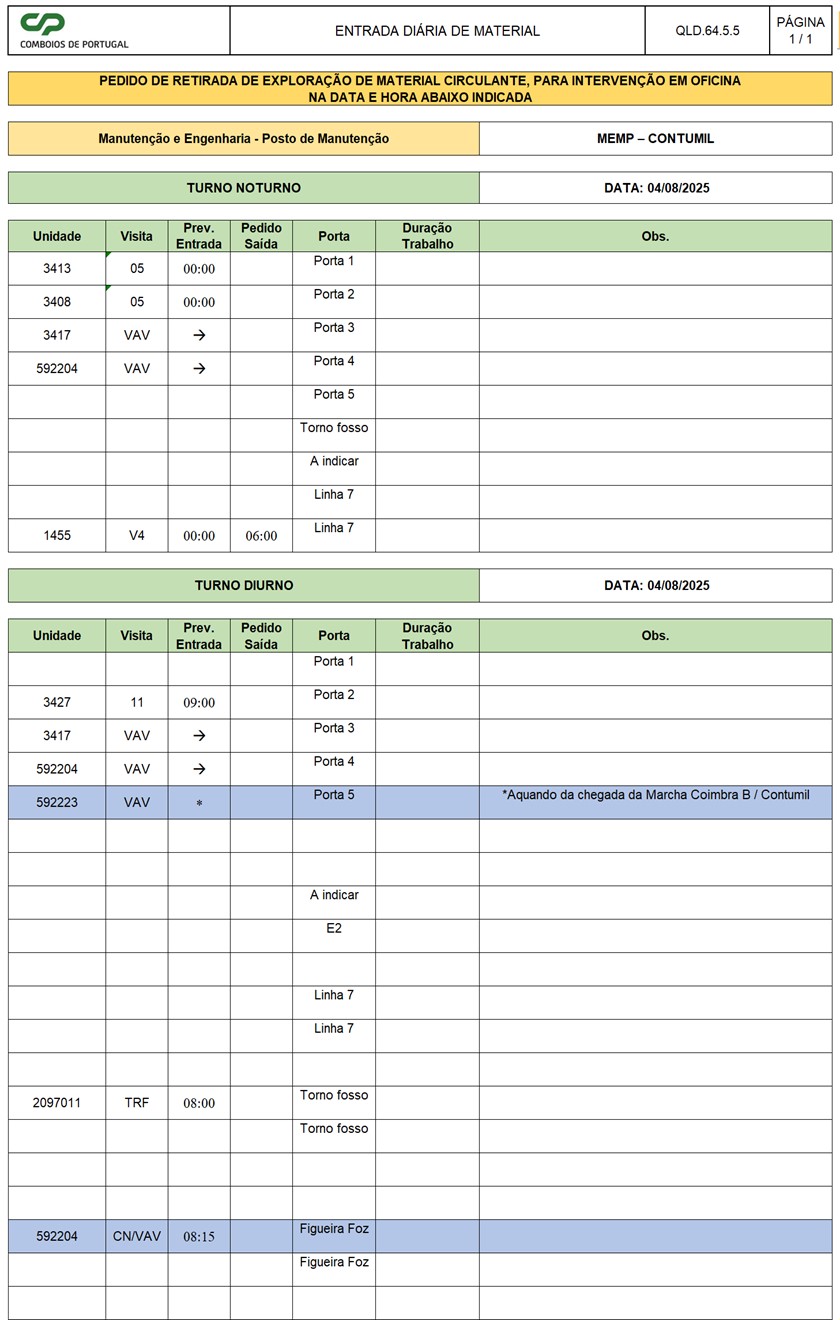 CP
COMBOIOS DE PORTUGAL
ENTRADA DIÁRIA DE MATERIAL
QLD.64.5.5
PÁGINA
1 / 1
PEDIDO DE RETIRADA DE EXPLORAÇÃO DE MATERIAL CIRCULANTE, PARA INTERVENÇÃO EM OFICINA
NA DATA E HORA ABAIXO INDICADA
Manutenção e Engenharia - Posto de Manutenção MEMP – CONTUMIL
TURNO NOTURNO DATA: 04/08/2025
Unidade Visita Prev. Entrada Pedido Saída Porta Duração Trabalho Obs.
3413 05 00:00 Porta 1
3408 05 00:00 Porta 2
3417 VAV → Porta 3
592204 VAV → Porta 4
Porta 5
Torno fosso
A indicar
Linha 7
1455 V4 00:00 06:00 Linha 7
TURNO DIURNO DATA: 04/08/2025
Unidade Visita Prev. Entrada Pedido Saída Porta Duração Trabalho Obs.
Porta 1
3427 11 09:00 Porta 2
3417 VAV → Porta 3
592204 VAV → Porta 4
592223 VAV * Porta 5 *Aquando da chegada da Marcha Coimbra B / Contumil
A indicar
E2
Linha 7
Linha 7
2097011 TRF 08:00 Torno fosso
Torno fosso
592204 CN/VAV 08:15 Figueira Foz
Figueira Foz